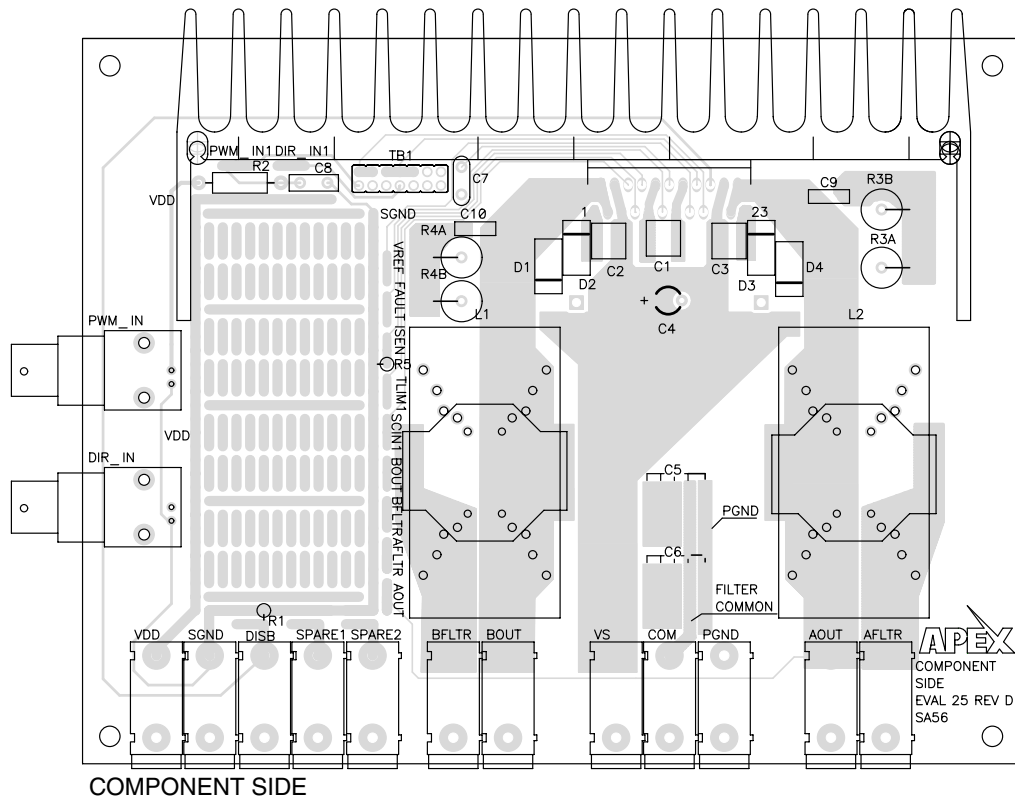 PWM_IN1 DIR_IN1
TB1
R2
C8
C7
VDD
SGND
C10
C9
R3B
R4A
1
23
R3A
R4B
D1
D2
C2
C1
C3
D3
D4
+
C4
VREF FAULT ISEN TLIM1 SCIN1 BOUT BFLTR AFLTR AOUT
L1
L2
PWM_IN
R5
VDD
DIR_IN
C5
PGND
C6
FILTER
COMMON
R1
VDD
SGND
DISB
SPARE1
SPARE2
BFLTR
BOUT
VS
COM
PGND
AOUT
AFLTR
APEX
COMPONENT
SIDE
EVAL 25 REV D
SA56
COMPONENT SIDE